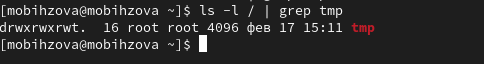 [mobihzova@mobihzova ~]$ ls -l / | grep tmp
drwxrwxrwt.  16 root root 4096 фев 17 15:11 tmp
[mobihzova@mobihzova ~]$